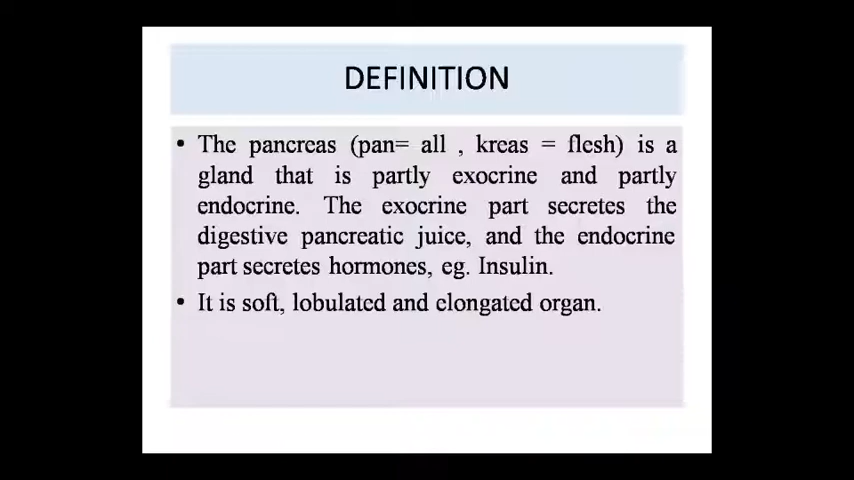 DEFINITION
• The pancreas (pan= all , kreas = flesh) is a
gland that is partly exocrine and partly
endocrine. The exocrine part secretes the
digestive pancreatic juice, and the endocrine
part secretes hormones, eg. Insulin.
• It is soft, lobulated and elongated organ.